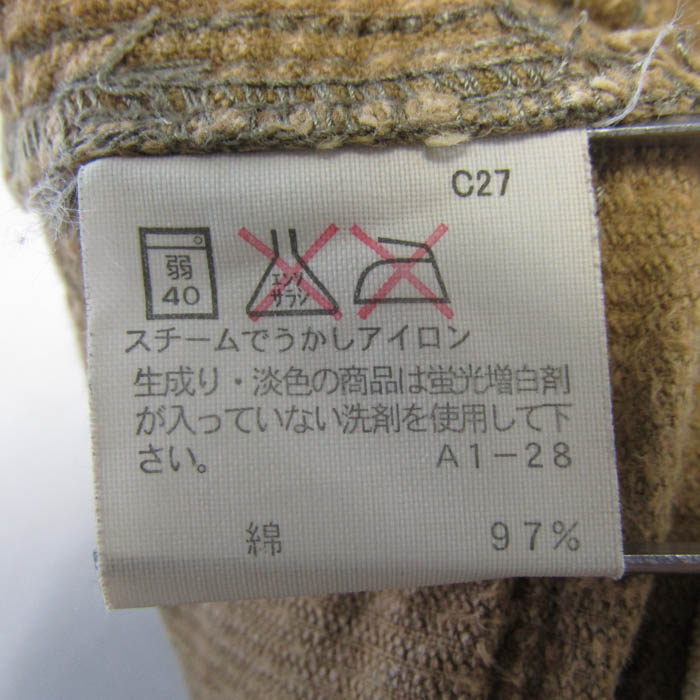 C27
弱
40
エンソ
サラシ
スチームでうかしアイロン
生成り・淡色の商品は蛍光増白剤
が入っていない洗剤を使用して下
さい。 A1-28
綿 97%